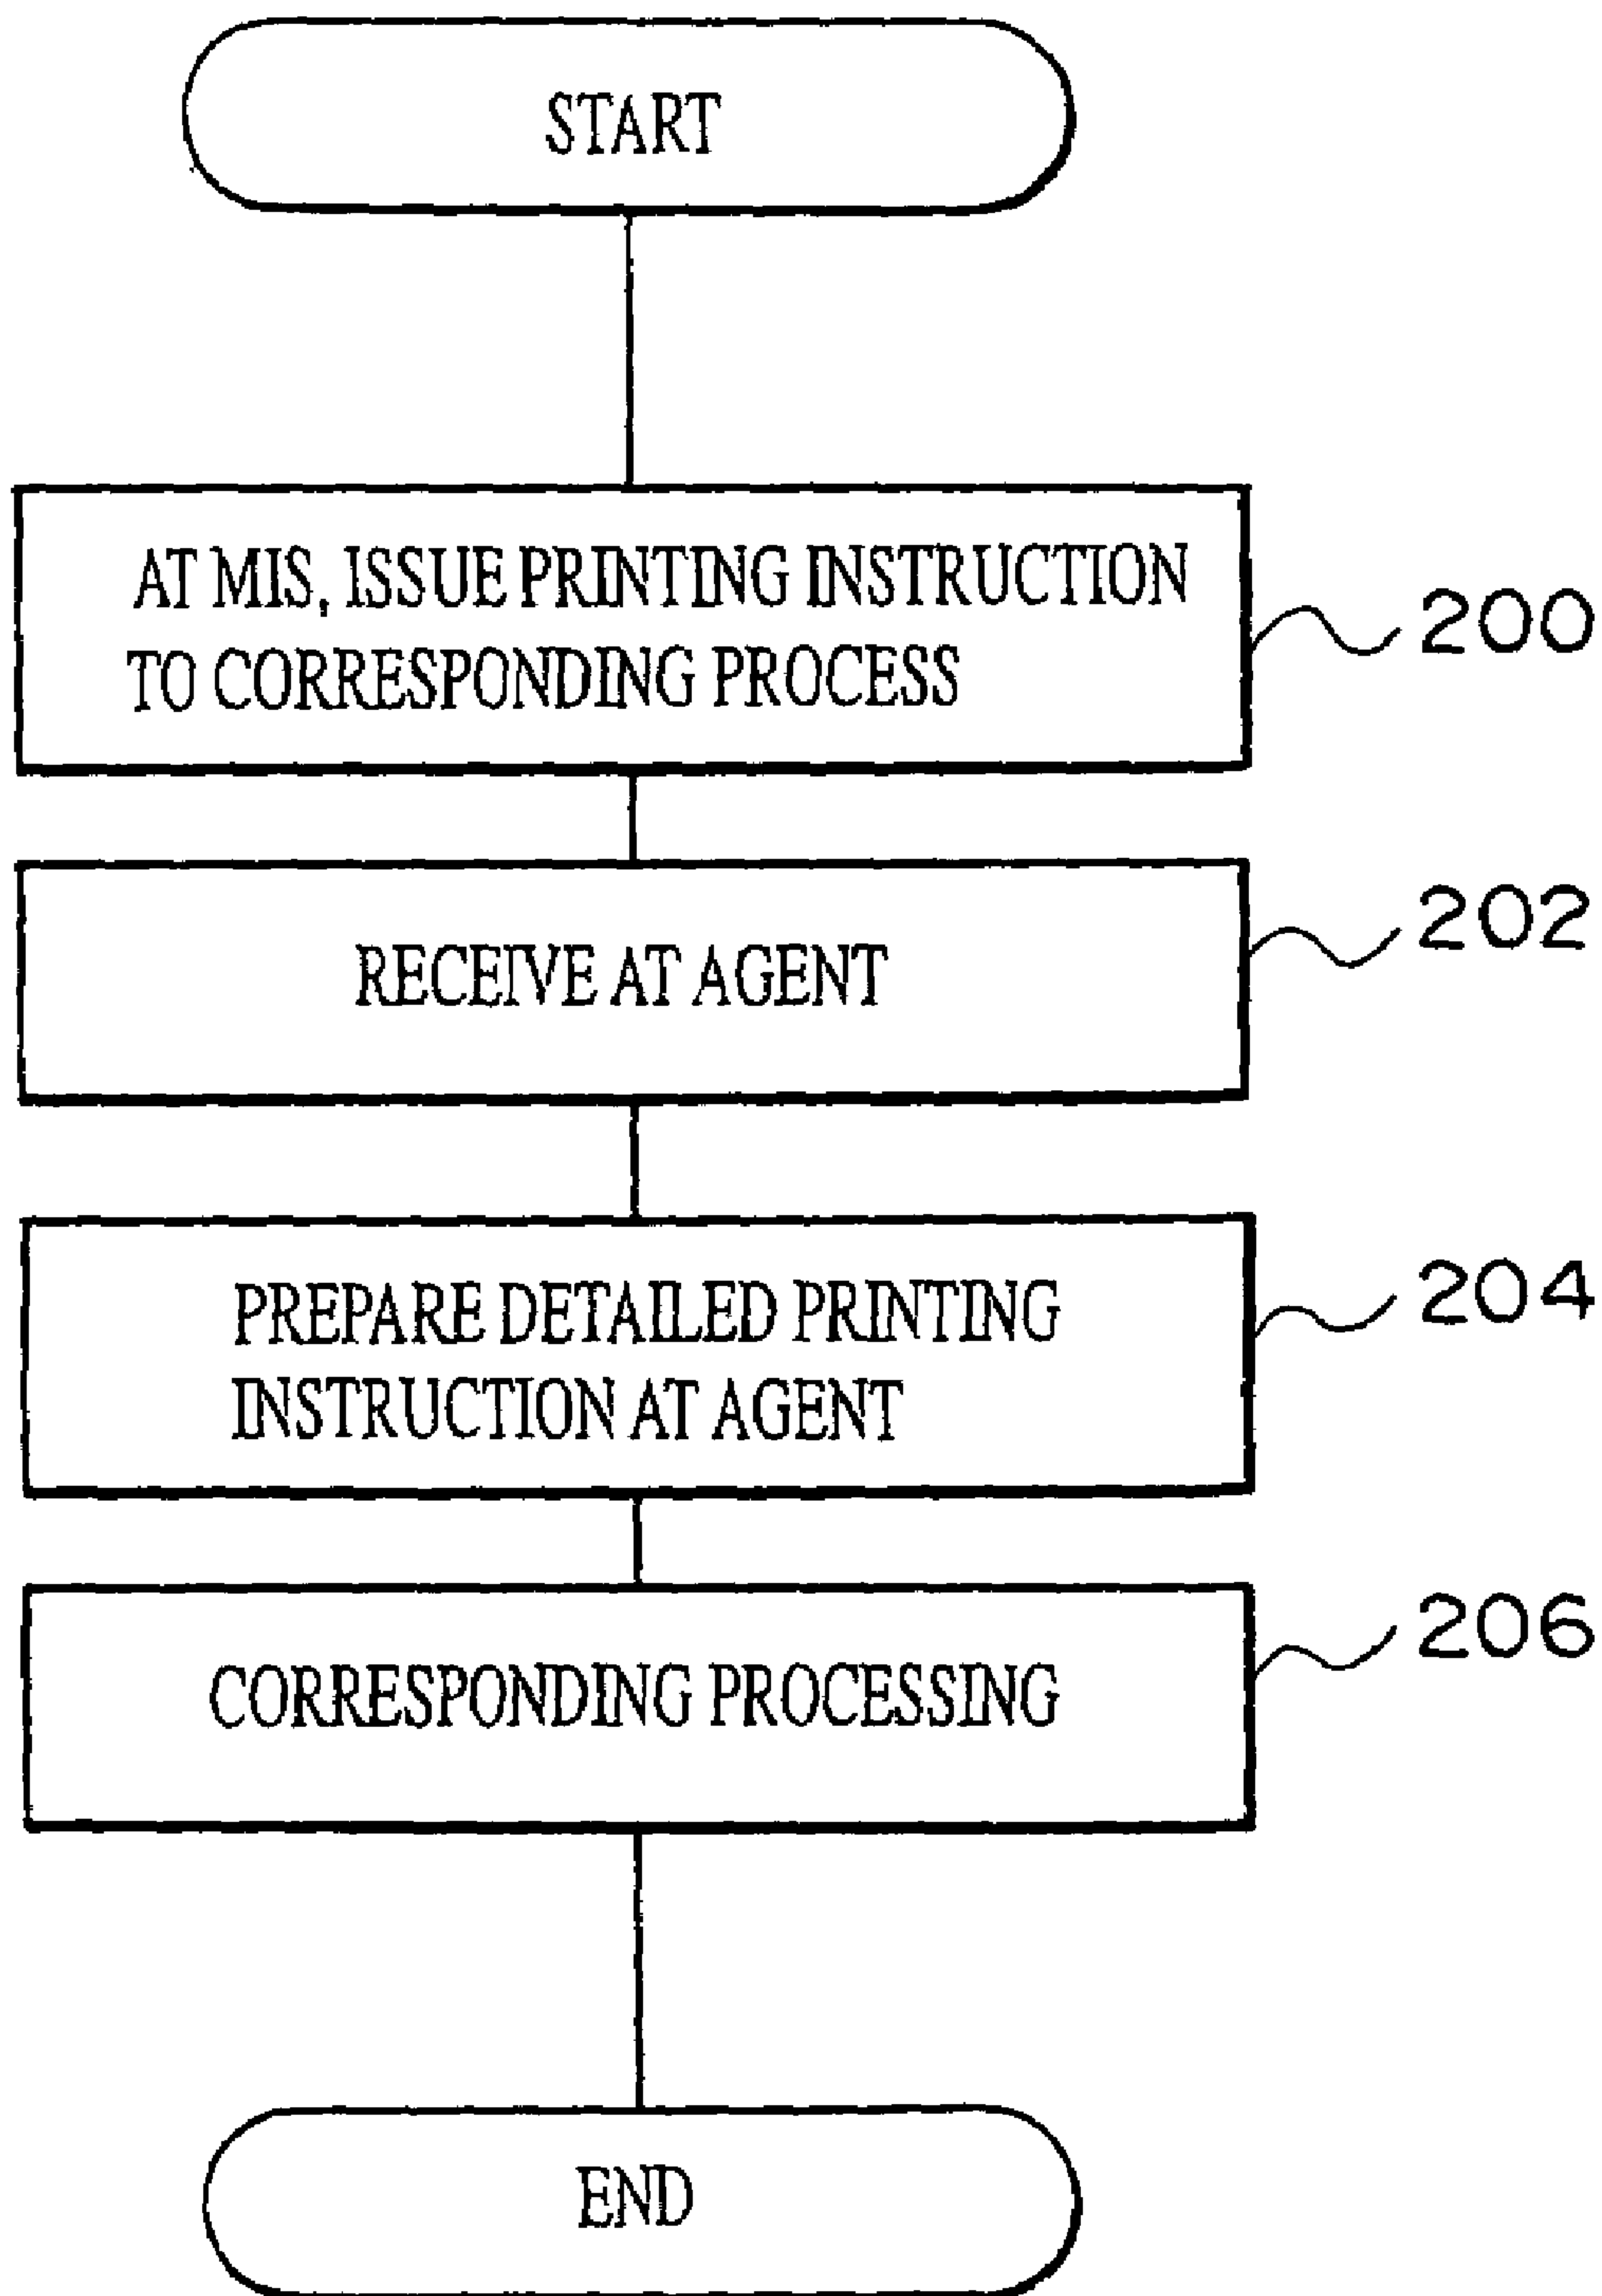 START
AT MIS, ISSUE PRINTING INSTRUCTION
TO CORRESPONDING PROCESS
200
RECEIVE AT AGENT
202
PREPARE DETAILED PRINTING
INSTRUCTION AT AGENT
204
CORRESPONDING PROCESSING
206
END